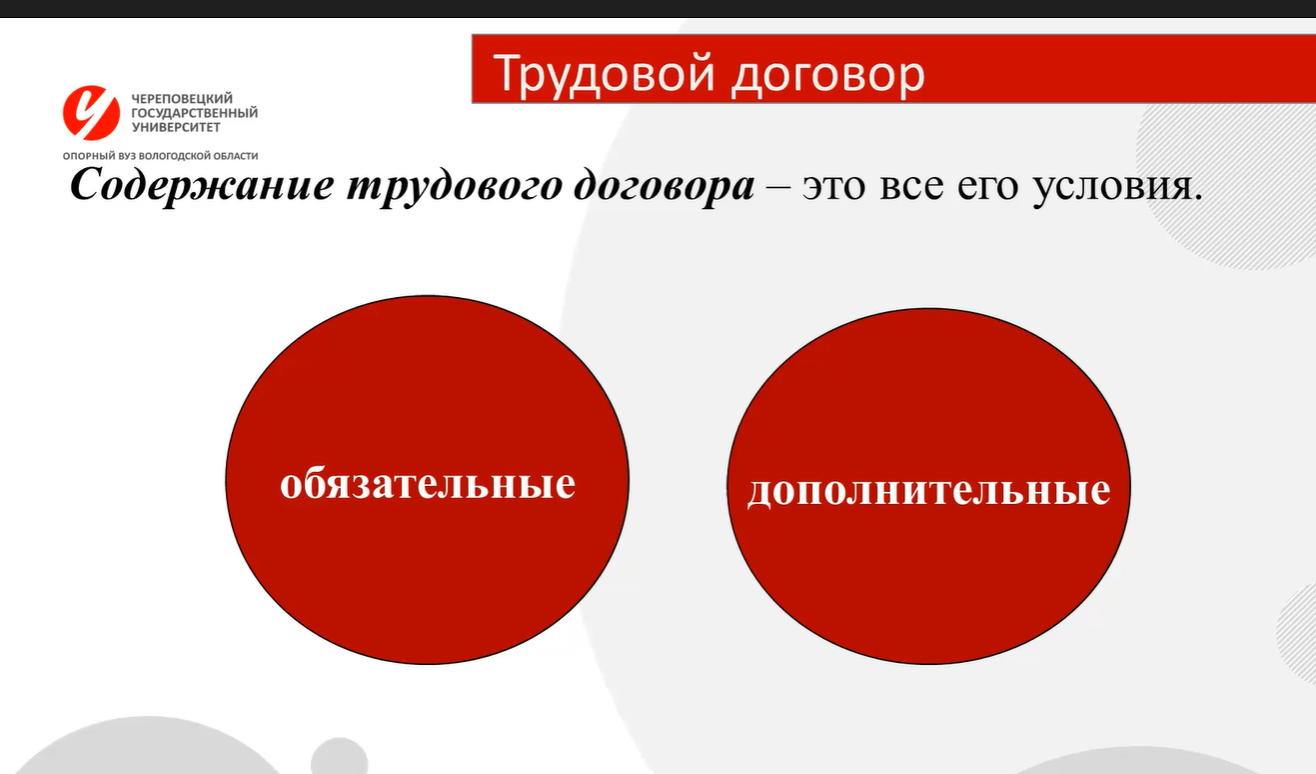 Трудовой договор
ЧЕРЕПОВЕЦКИЙ
ГОСУДАРСТВЕННЫЙ
УНИВЕРСИТЕТ
ОПОРНЫЙ ВУЗ ВОЛОГОДСКОЙ ОБЛАСТИ
Содержание трудового договора – это все его условия.
обязательные
дополнительные